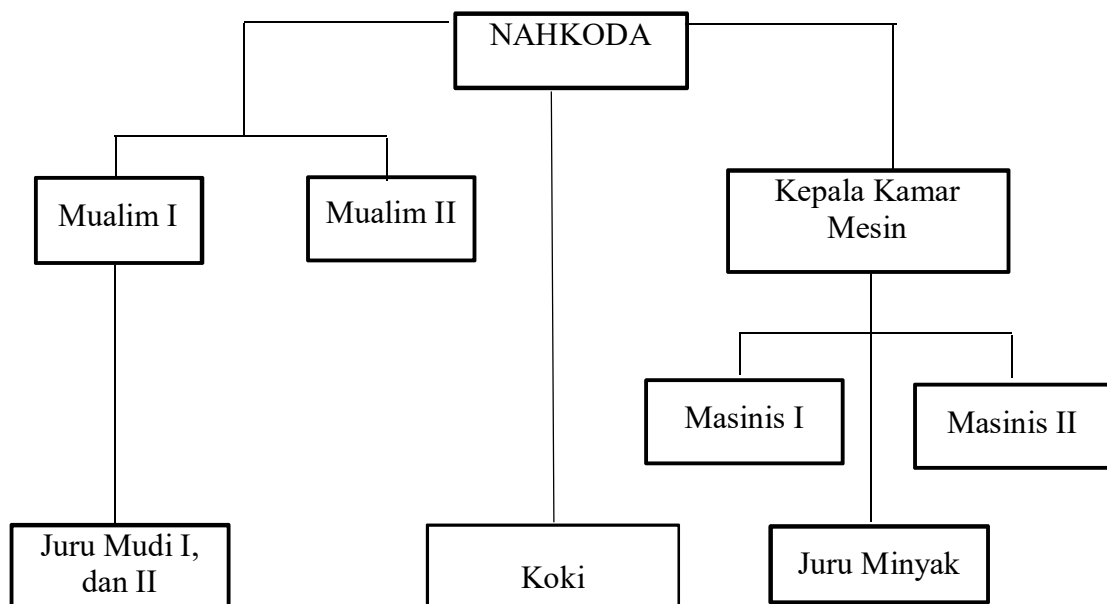 NAHKODA
Mualim I
Mualim II
Kepala Kamar
Mesin
Masinis I
Masinis II
Juru Mudi I,
dan II
Koki
Juru Minyak